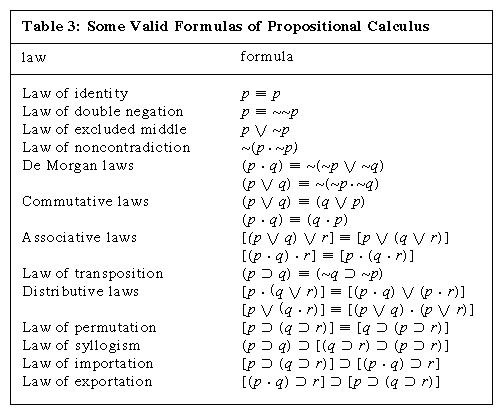 Table 3: Some Valid Formulas of Propositional Calculus
law formula
Law of identity p ≡ p
Law of double negation p ≡ ~~p
Law of excluded middle p ∨ ~p
Law of noncontradiction ~(p · ~p)
De Morgan laws (p · q) ≡ ~(~p ∨ ~q)
(p ∨ q) ≡ ~(~p · ~q)
Commutative laws (p ∨ q) ≡ (q ∨ p)
(p · q) ≡ (q · p)
Associative laws [(p ∨ q) ∨ r] ≡ [p ∨ (q ∨ r)]
[(p · q) · r] ≡ [p · (q · r)]
Law of transposition (p ⊃ q) ≡ (~q ⊃ ~p)
Distributive laws [p · (q ∨ r)] ≡ [(p · q) ∨ (p · r)]
[p ∨ (q · r)] ≡ [(p ∨ q) · (p ∨ r)]
Law of permutation [p ⊃ (q ⊃ r)] ≡ [q ⊃ (p ⊃ r)]
Law of syllogism (p ⊃ q) ⊃ [(q ⊃ r) ⊃ (p ⊃ r)]
Law of importation [p ⊃ (q ⊃ r)] ⊃ [(p · q) ⊃ r]
Law of exportation [(p · q) ⊃ r] ⊃ [p ⊃ (q ⊃ r)]